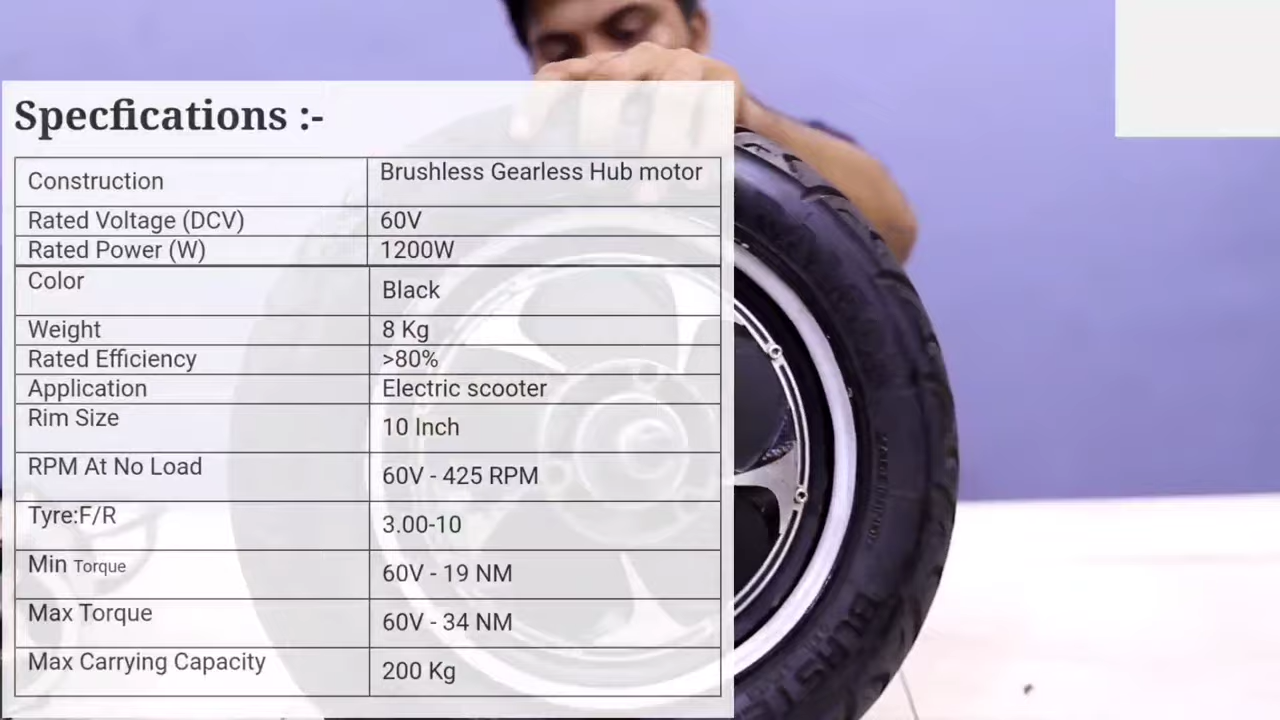 Specfications :-
Construction Brushless Gearless Hub motor
Rated Voltage (DCV) 60V
Rated Power (W) 1200W
Color Black
Weight 8 Kg
Rated Efficiency >80%
Application Electric scooter
Rim Size 10 Inch
RPM At No Load 60V - 425 RPM
Tyre:F/R 3.00-10
Min Torque 60V - 19 NM
Max Torque 60V - 34 NM
Max Carrying Capacity 200 Kg